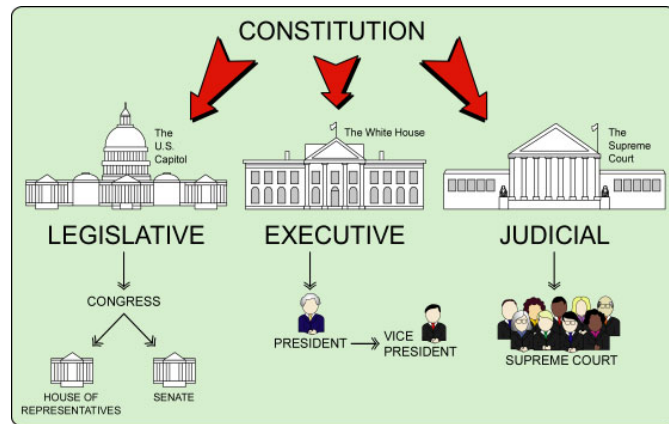 CONSTITUTION
The
U.S.
Capitol
The White House
The
Supreme
Court
LEGISLATIVE
EXECUTIVE
JUDICIAL
CONGRESS
HOUSE OF
REPRESENTATIVES
SENATE
PRESIDENT
VICE
PRESIDENT
SUPREME COURT